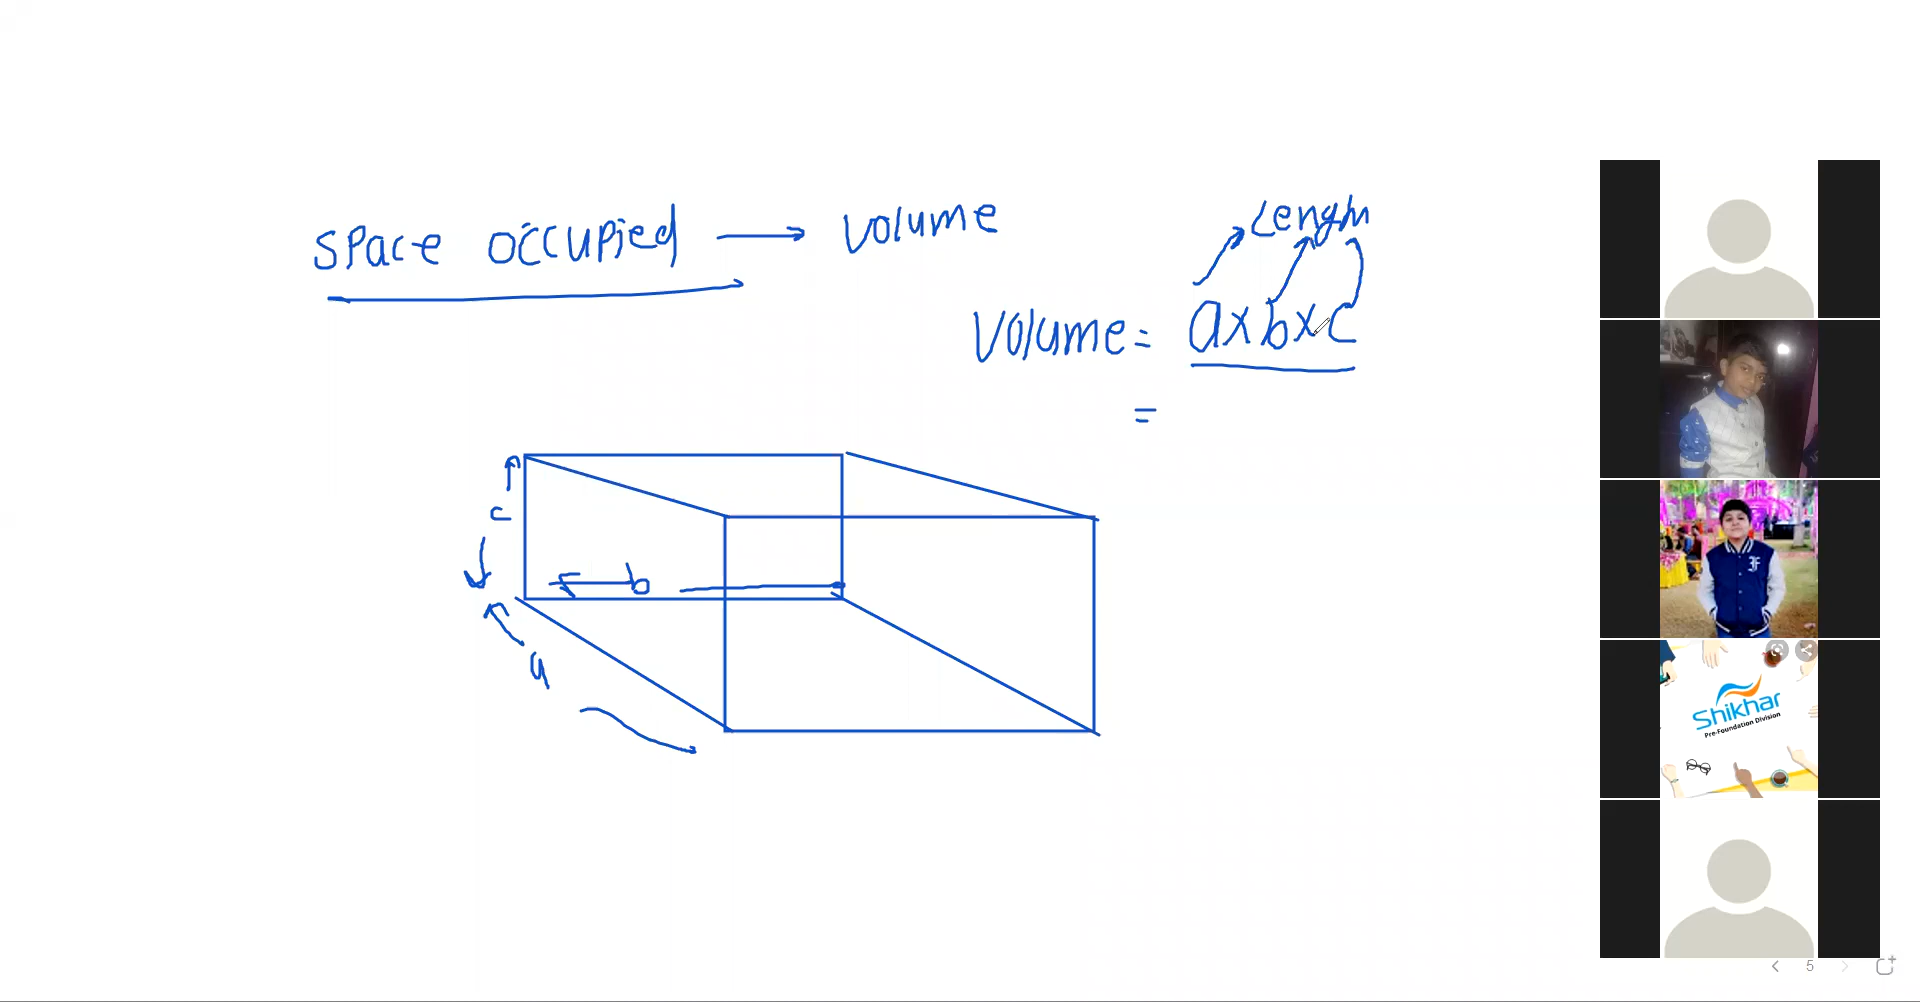 Length
Space occupied → Volume
Volume = a x b x c
=
c
b
a
F
Shikhar
Pre-Foundation Division
5